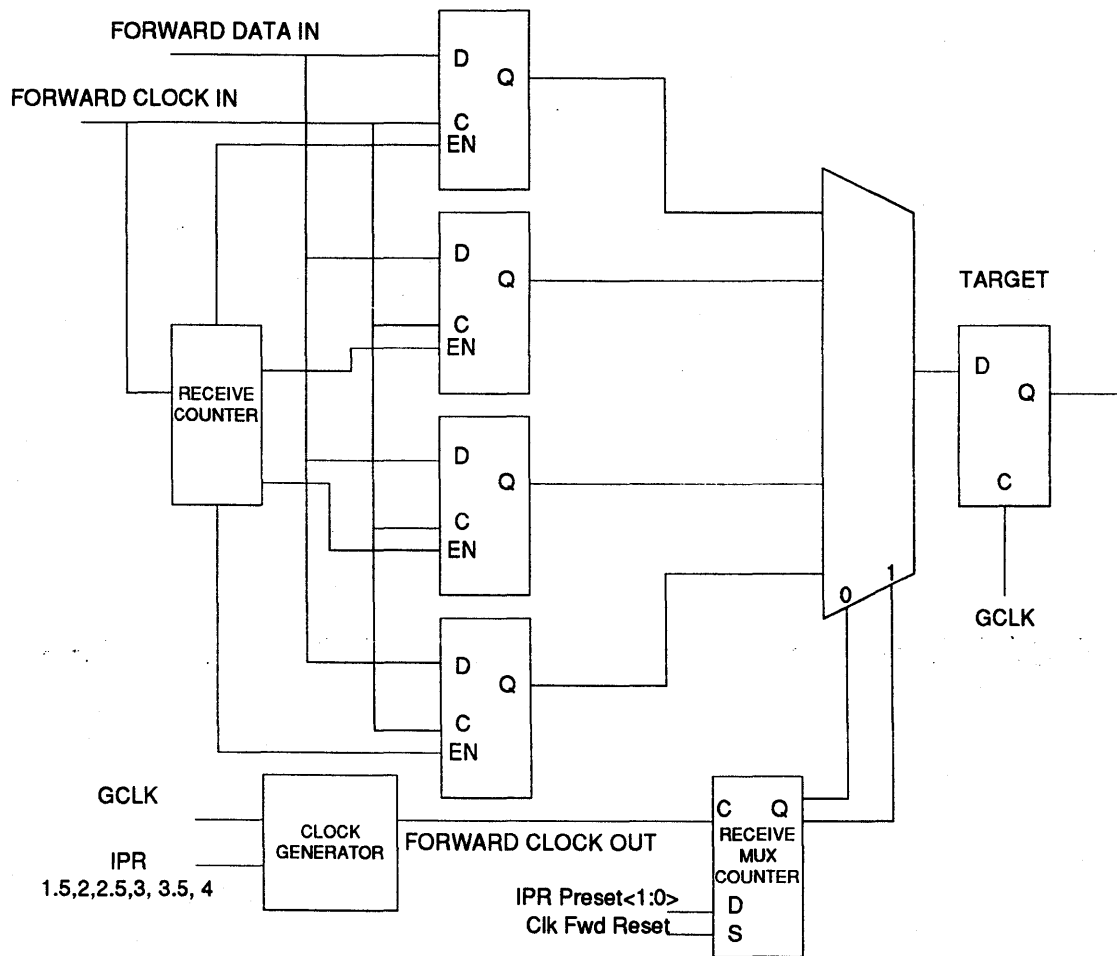 FORWARD DATA IN
D
Q
FORWARD CLOCK IN
C
EN
D
Q
C
EN
TARGET
D
Q
C
RECEIVE
COUNTER
D
Q
C
EN
0
1
GCLK
D
Q
C
EN
GCLK
CLOCK
GENERATOR
IPR
1.5,2,2.5,3, 3.5, 4
FORWARD CLOCK OUT
C Q
RECEIVE
MUX
COUNTER
IPR Preset<1:0>
D
Clk Fwd Reset
S